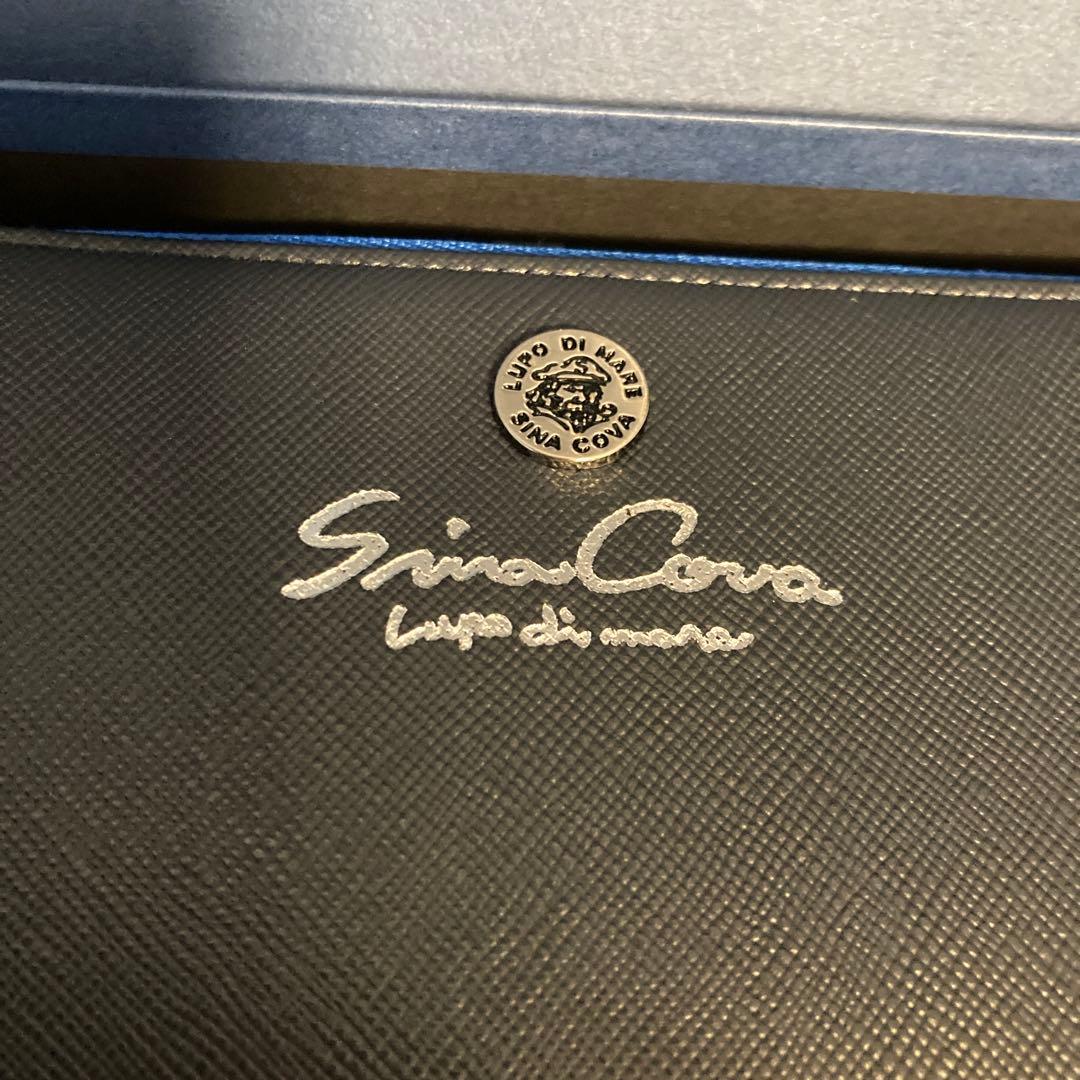 LUPO DI MARE
SINA COVA
Sina Cova
Lupo di mare